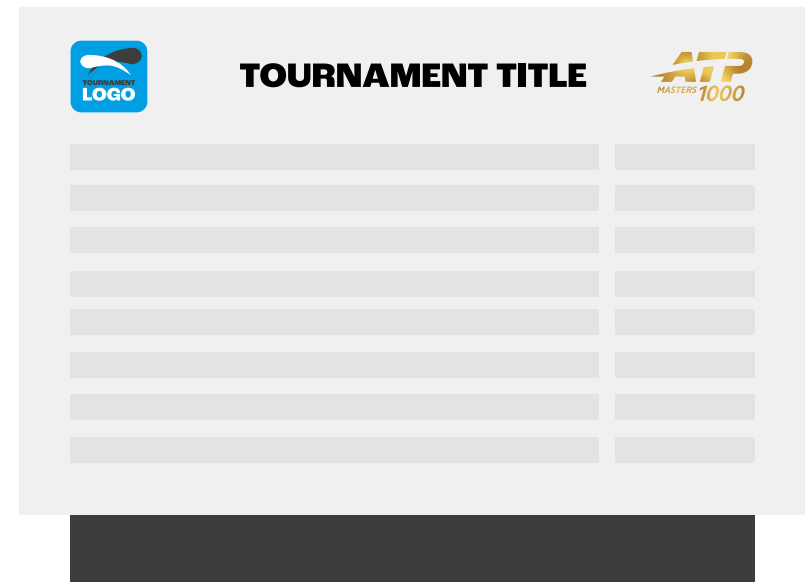 TOURNAMENT
LOGO
TOURNAMENT TITLE
ATP
MASTERS 1000